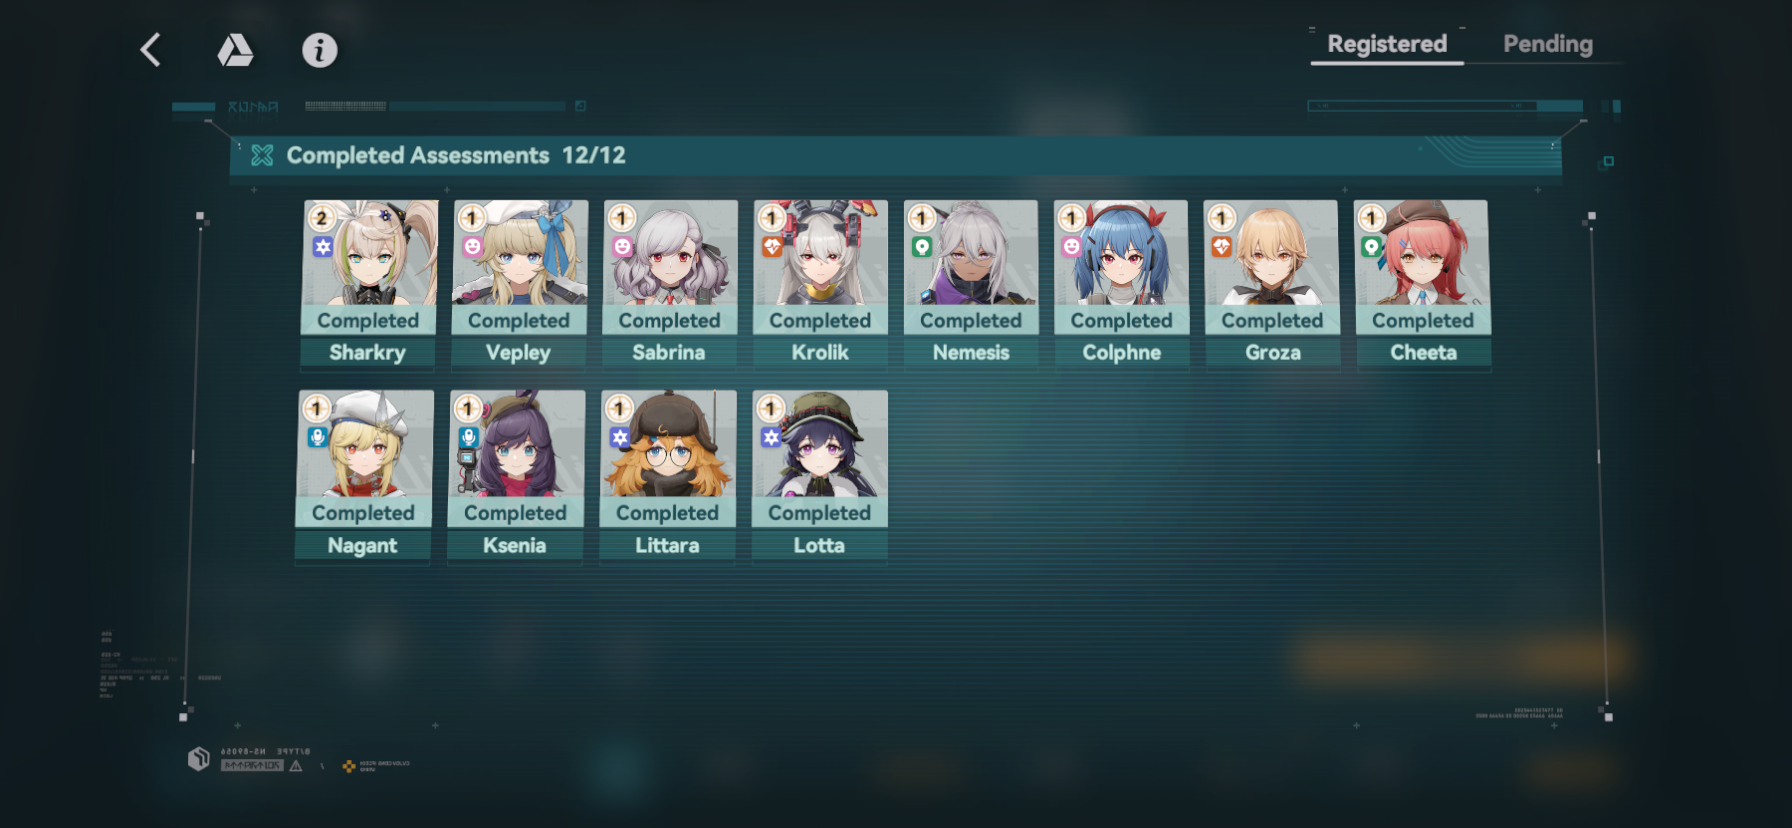 Registered Pending
Completed Assessments 12/12
2 1 1 1 1 1 1 1
Completed Completed Completed Completed Completed Completed Completed Completed
Sharkry Vepley Sabrina Krolik Nemesis Colphne Groza Cheeta
1 1 1 1
Completed Completed Completed Completed
Nagant Ksenia Littara Lotta